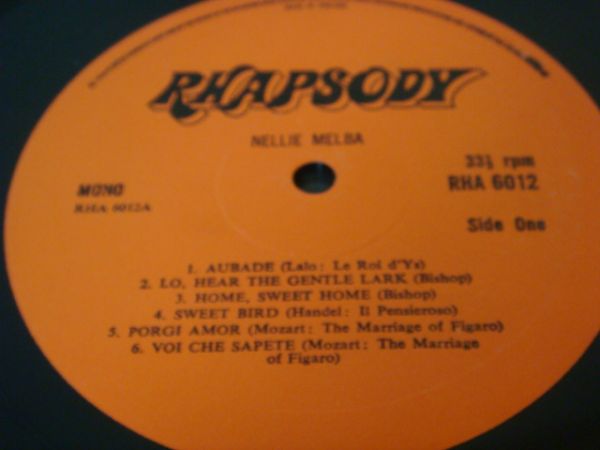 RHAPSODY
NELLIE MELBA
MONO
RHA 6012A
33⅓ rpm
RHA 6012
Side One
1. AUBADE (Lalo: Le Roi d"Ys)
2. LO, HEAR THE GENTLE LARK (Bishop)
3. HOME, SWEET HOME (Bishop)
4. SWEET BIRD (Handel: Il Pensieroso)
5. PORGI AMOR (Mozart: The Marriage of Figaro)
6. VOI CHE SAPETE (Mozart: The Marriage
of Figaro)